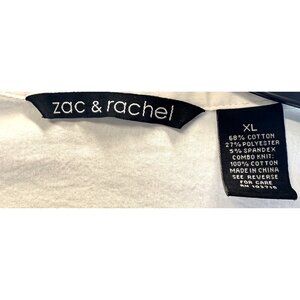 zac & rachel
XL
68% COTTON
27% POLYESTER
5% SPANDEX
COMBO KNIT:
100% COTTON
MADE IN CHINA
SEE REVERSE
FOR CARE